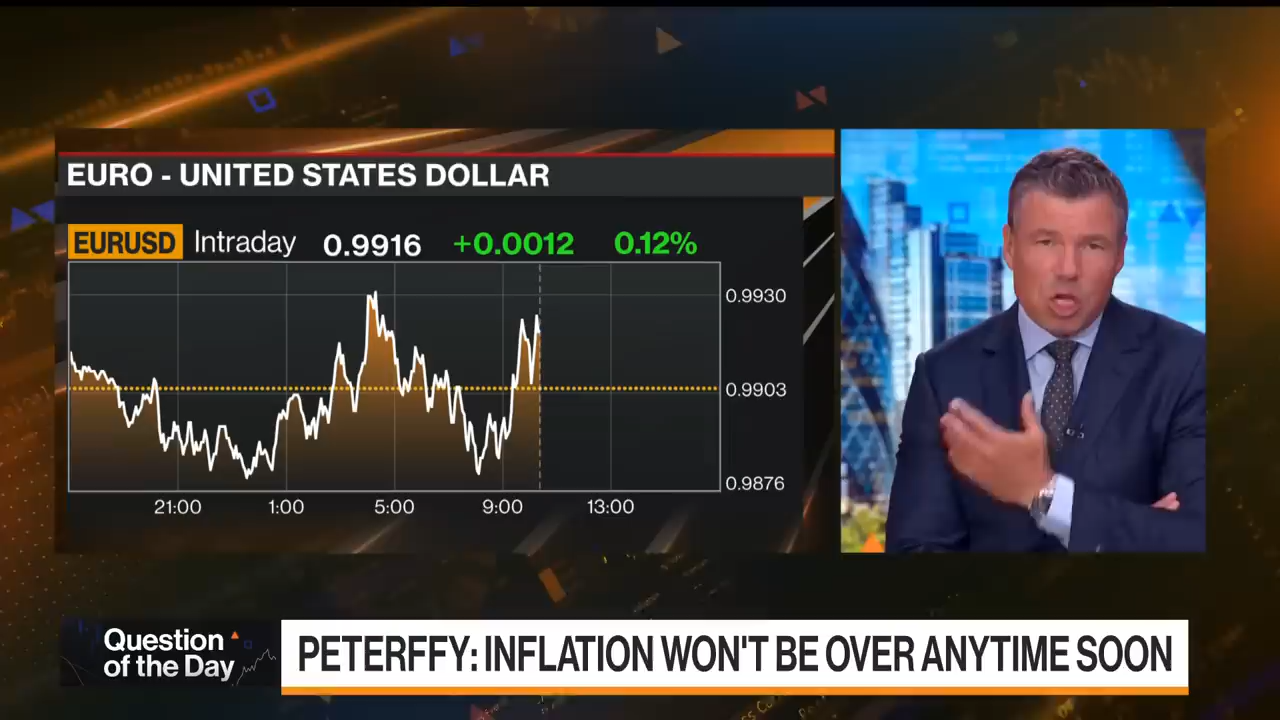 EURO - UNITED STATES DOLLAR
EURUSD Intraday 0.9916 +0.0012 0.12%
0.9930
0.9903
0.9876
21:00 1:00 5:00 9:00 13:00
Question
of the Day
PETERFFY: INFLATION WON'T BE OVER ANYTIME SOON